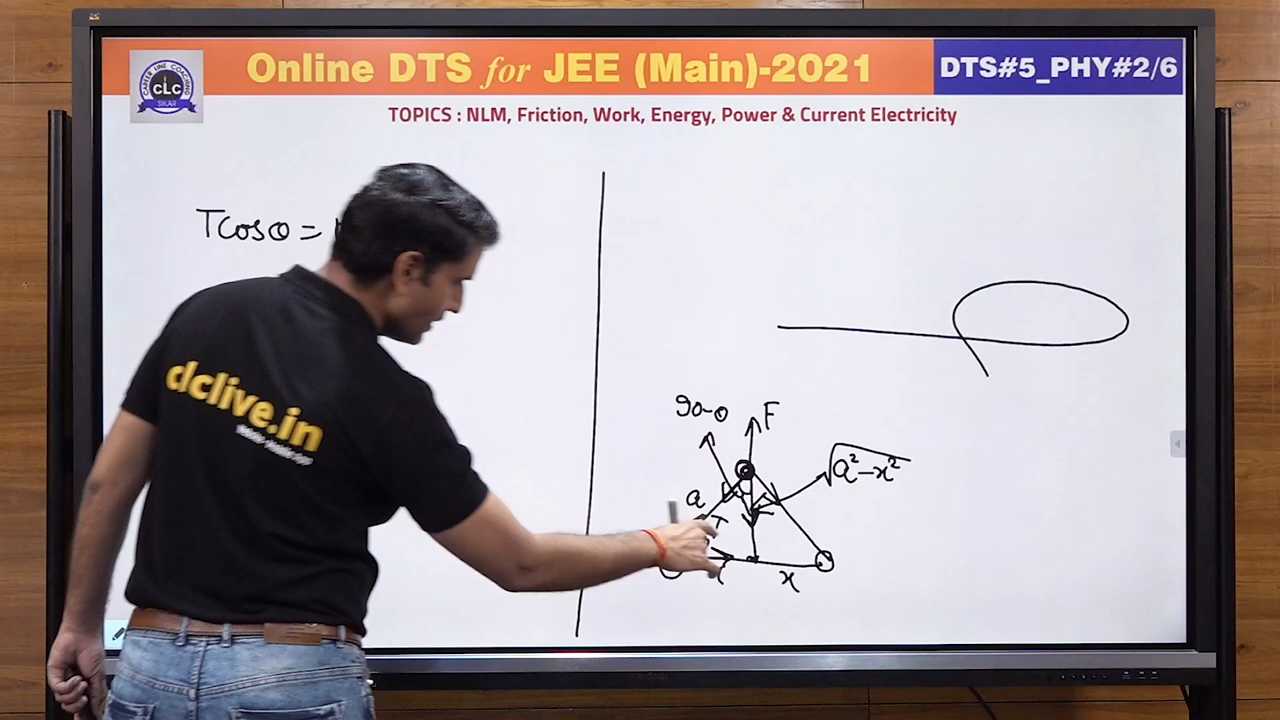 Online DTS for JEE (Main)-2021
DTS#5_PHY#2/6
CAREER LINE COACHING
CLC
SIKAR
TOPICS : NLM, Friction, Work, Energy, Power & Current Electricity
Tcosθ =
clclive.in
90-θ
F
√a²-x²
a
T
x